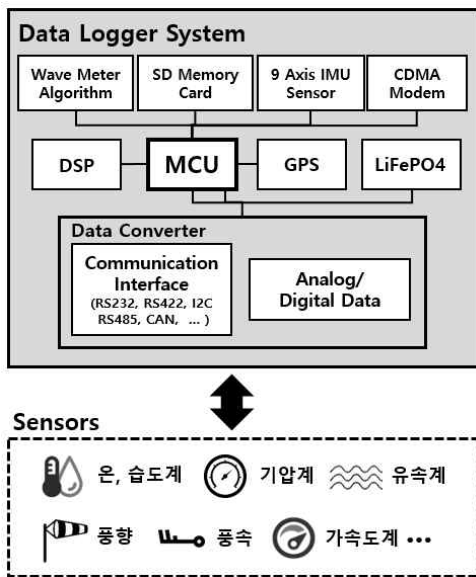 Data Logger System
Wave Meter
Algorithm
SD Memory
Card
9 Axis IMU
Sensor
CDMA
Modem
DSP
MCU
GPS
LiFePO4
Data Converter
Communication
Interface
(RS232, RS422, I2C
RS485, CAN, ... )
Analog/
Digital Data
Sensors
온, 습도계
기압계
유속계
풍향
풍속
가속도계 •••